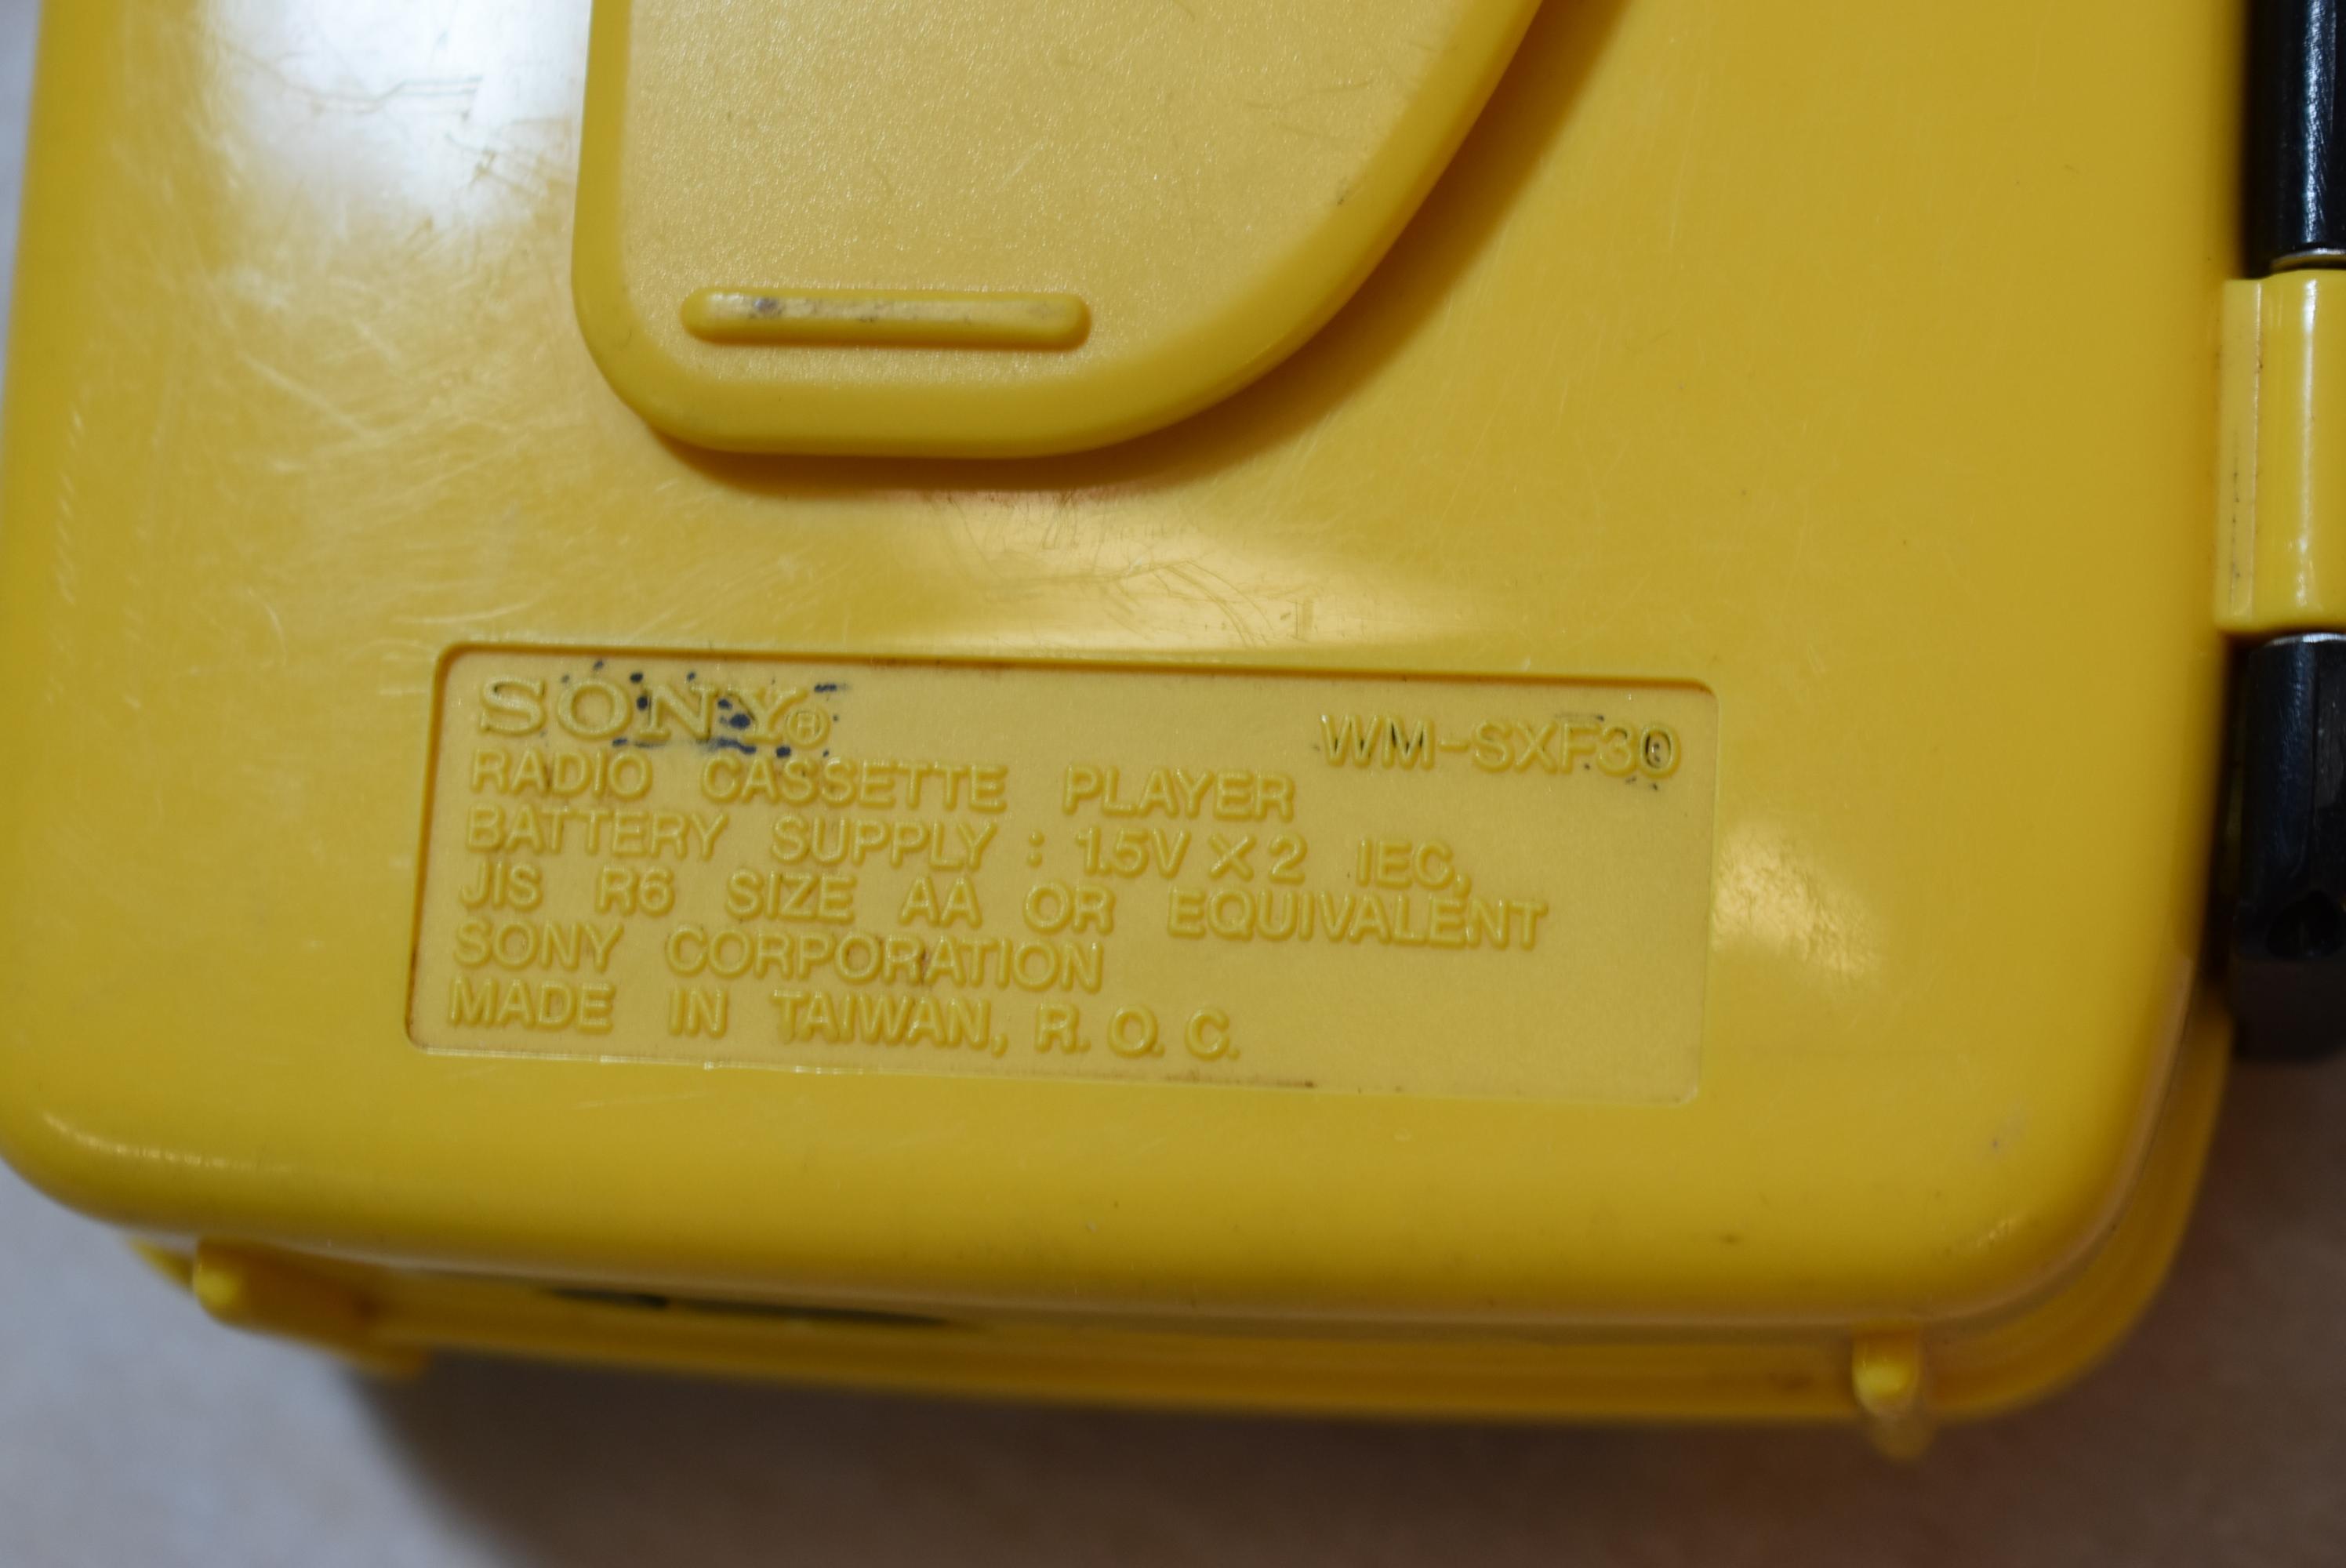 SONY® WM-SXF30
RADIO CASSETTE PLAYER
BATTERY SUPPLY : 1.5V X 2 IEC,
JIS R6 SIZE AA OR EQUIVALENT
SONY CORPORATION
MADE IN TAIWAN, R. O. C.